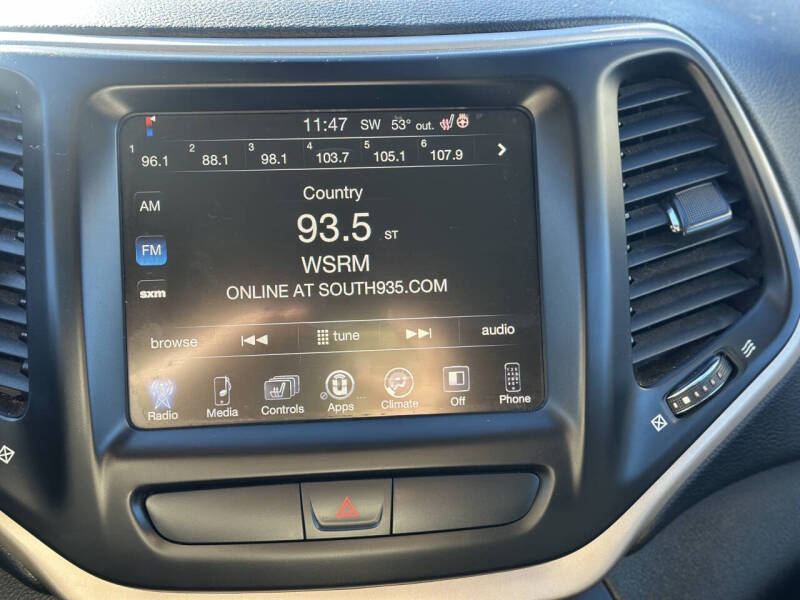 11:47 SW 53° out.
1 96.1 2 88.1 3 98.1 4 103.7 5 105.1 6 107.9
AM
Country
FM
93.5 ST
WSRM
sxm
ONLINE AT SOUTH935.COM
browse tune audio
Radio Media Controls Apps Climate Off Phone